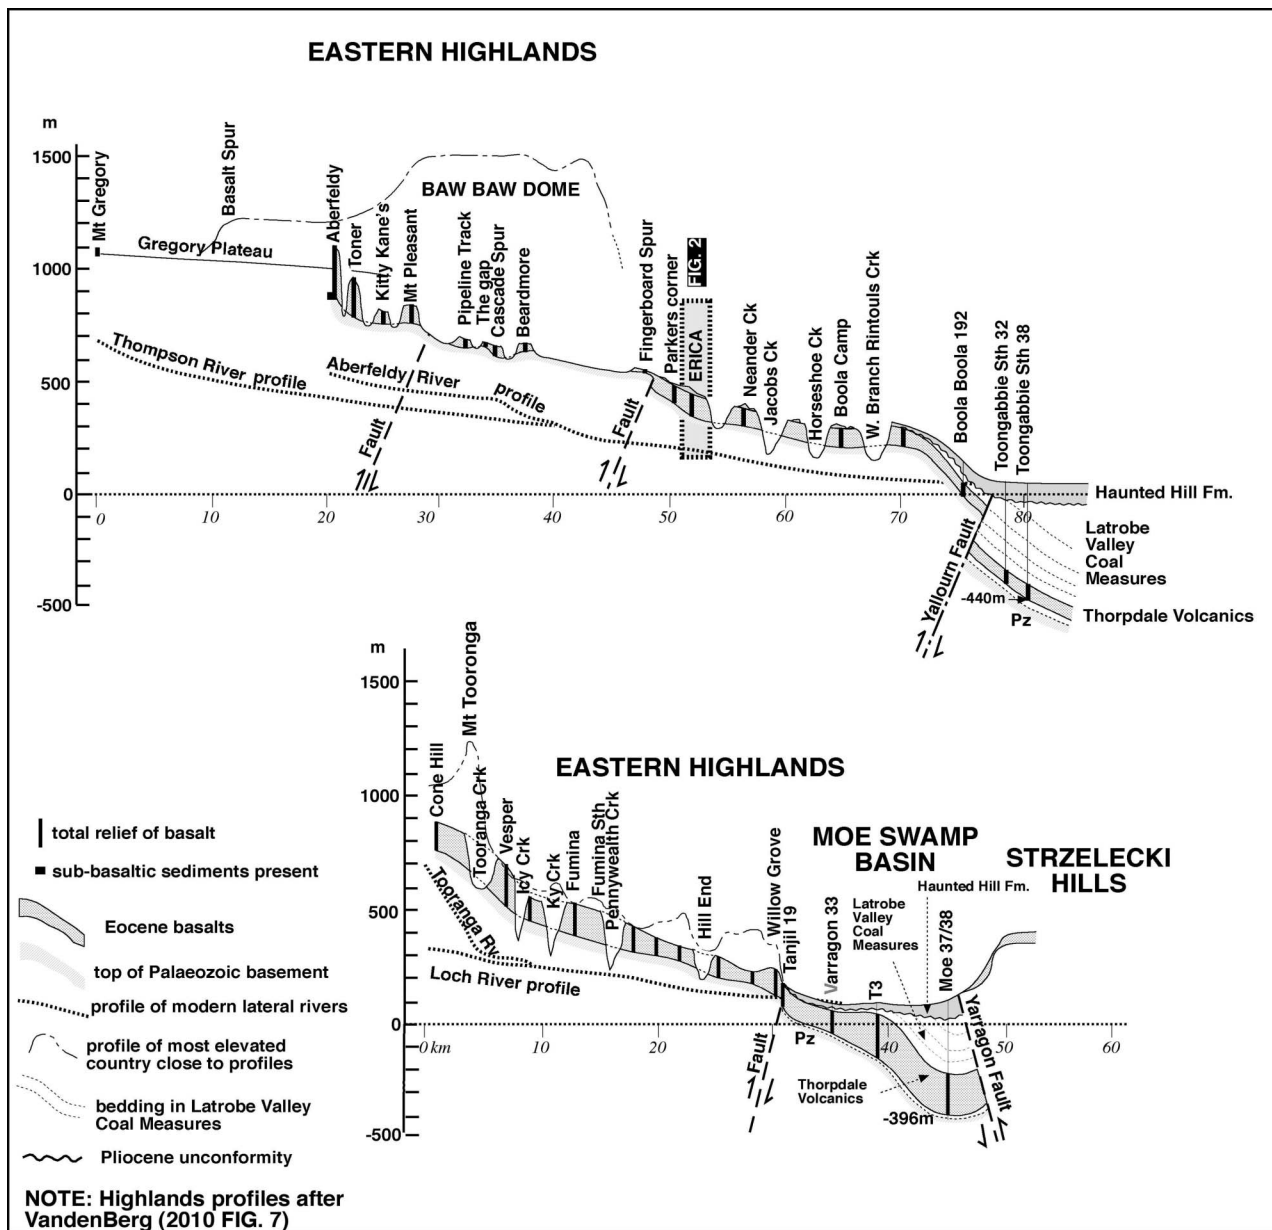 EASTERN HIGHLANDS
m
1500
1000
500
0
-500
Mt Gregory
Basalt Spur
Gregory Plateau
BAW BAW DOME
Aberfeldy
Toner
Kitty Kane's
Mt Pleasant
Pipeline Track
The gap
Cascade Spur
Beardmore
Fingerboard Spur
Parkers corner
FIG. 2
ERICA
Neander Ck
Jacobs Ck
Horseshoe Ck
Boola Camp
W. Branch Rintouls Crk
Boola Boola 192
Toongabbie Sth 32
Toongabbie Sth 38
Thompson River profile
Aberfeldy River
profile
Fault
Fault
Yallourn Fault
0
10
20
30
40
50
60
70
80
Haunted Hill Fm.
Latrobe
Valley
Coal
Measures
-440m
Pz
Thorpdale Volcanics
m
1500
1000
500
0
-500
EASTERN HIGHLANDS
MOE SWAMP
BASIN
STRZELECKI
HILLS
Cone Hill
Mt Tooronga
Tooranga Crk
Vesper
Icy Crk
Ky Crk
Fumina
Fumina Sth
Pennywealth Crk
Hill End
Willow Grove
Tanjil 19
Varragon 33
T3
Moe 37/38
Haunted Hill Fm.
Latrobe
Valley
Coal
Measures
Tooranga Rv.
Loch River profile
Fault
Pz
Thorpdale
Volcanics
-396m
Yarragon Fault
0 km
10
20
40
50
60
total relief of basalt
sub-basaltic sediments present
Eocene basalts
top of Palaeozoic basement
profile of modern lateral rivers
profile of most elevated
country close to profiles
bedding in Latrobe Valley
Coal Measures
Pliocene unconformity
NOTE: Highlands profiles after
VandenBerg (2010 FIG. 7)